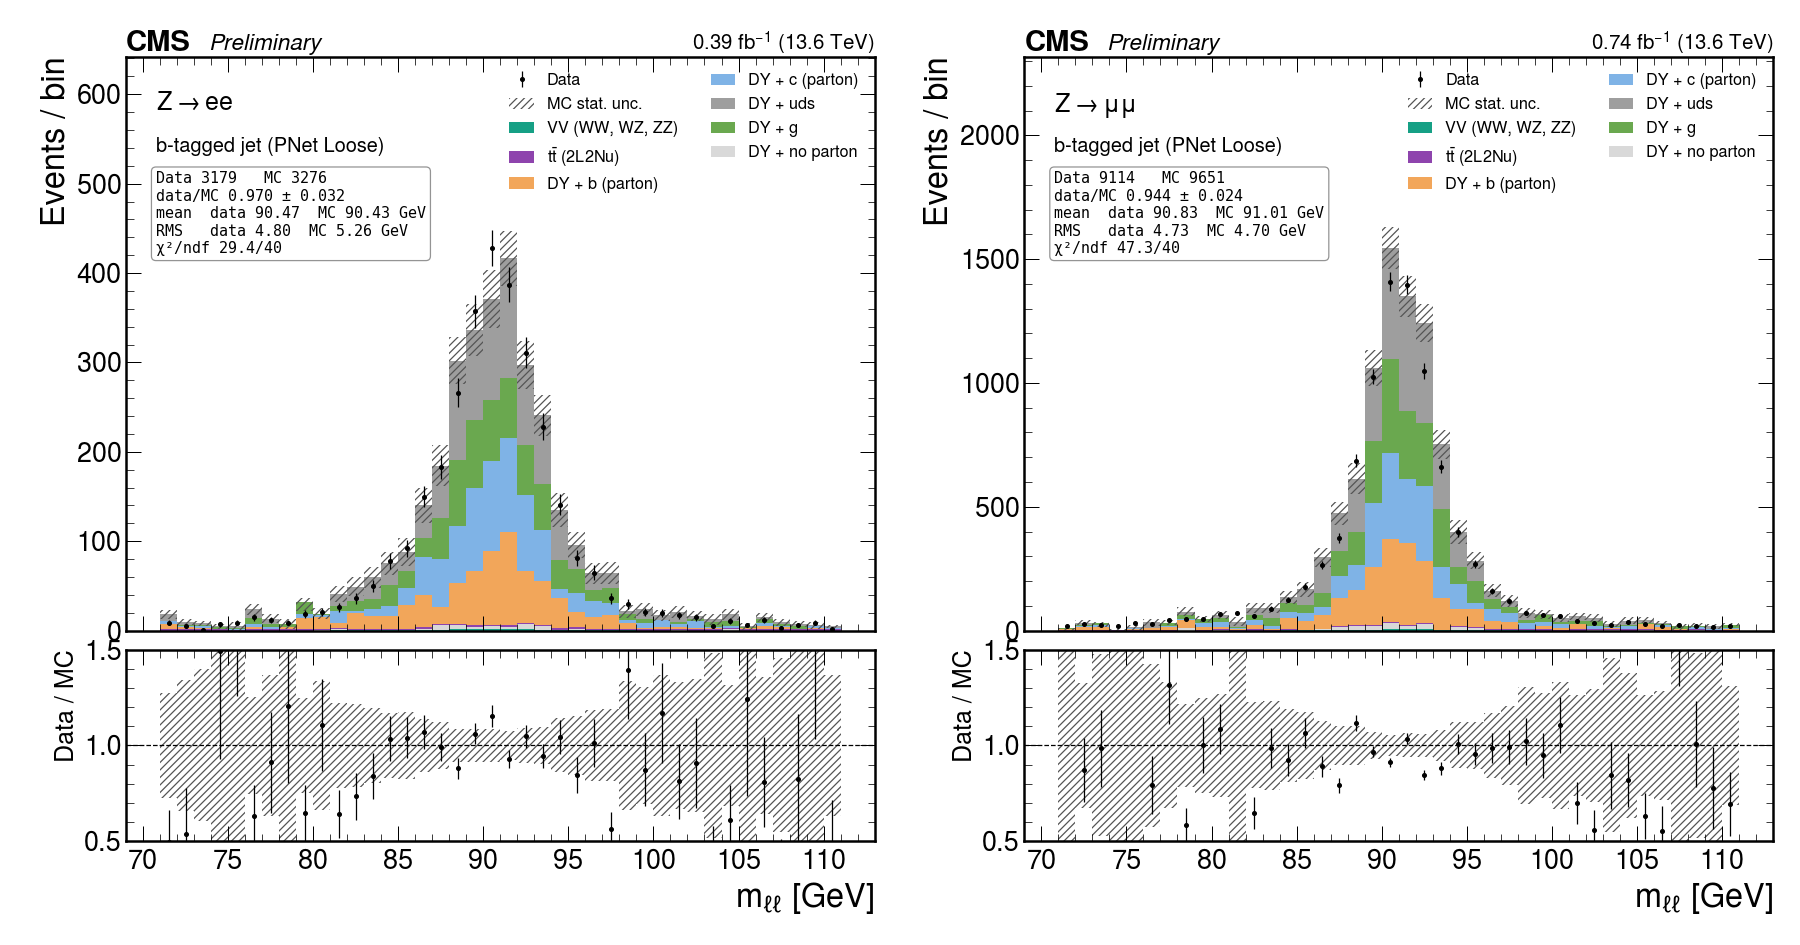 CMS Preliminary 0.39 fb⁻¹ (13.6 TeV)
Events / bin
Z → ee
b-tagged jet (PNet Loose)
Data 3179 MC 3276
data/MC 0.970 ± 0.032
mean data 90.47 MC 90.43 GeV
RMS data 4.80 MC 5.26 GeV
χ²/ndf 29.4/40
Data
MC stat. unc.
VV (WW, WZ, ZZ)
tt̄ (2L2Nu)
DY + b (parton)
DY + c (parton)
DY + uds
DY + g
DY + no parton
600
500
400
300
200
100
0
Data / MC
1.5
1.0
0.5
70 75 80 85 90 95 100 105 110
mℓℓ [GeV]
CMS Preliminary 0.74 fb⁻¹ (13.6 TeV)
Events / bin
Z → μμ
b-tagged jet (PNet Loose)
Data 9114 MC 9651
data/MC 0.944 ± 0.024
mean data 90.83 MC 91.01 GeV
RMS data 4.73 MC 4.70 GeV
χ²/ndf 47.3/40
Data
MC stat. unc.
VV (WW, WZ, ZZ)
tt̄ (2L2Nu)
DY + b (parton)
DY + c (parton)
DY + uds
DY + g
DY + no parton
2000
1500
1000
500
0
Data / MC
1.5
1.0
0.5
70 75 80 85 90 95 100 105 110
mℓℓ [GeV]